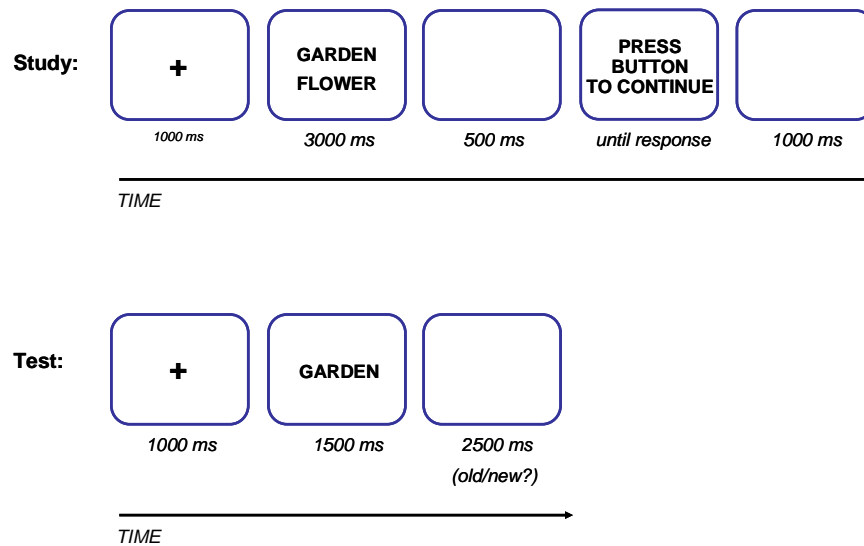 Study:
+
GARDEN
FLOWER
PRESS
BUTTON
TO CONTINUE
1000 ms
3000 ms
500 ms
until response
1000 ms
TIME
Test:
+
GARDEN
1000 ms
1500 ms
2500 ms
(old/new?)
TIME